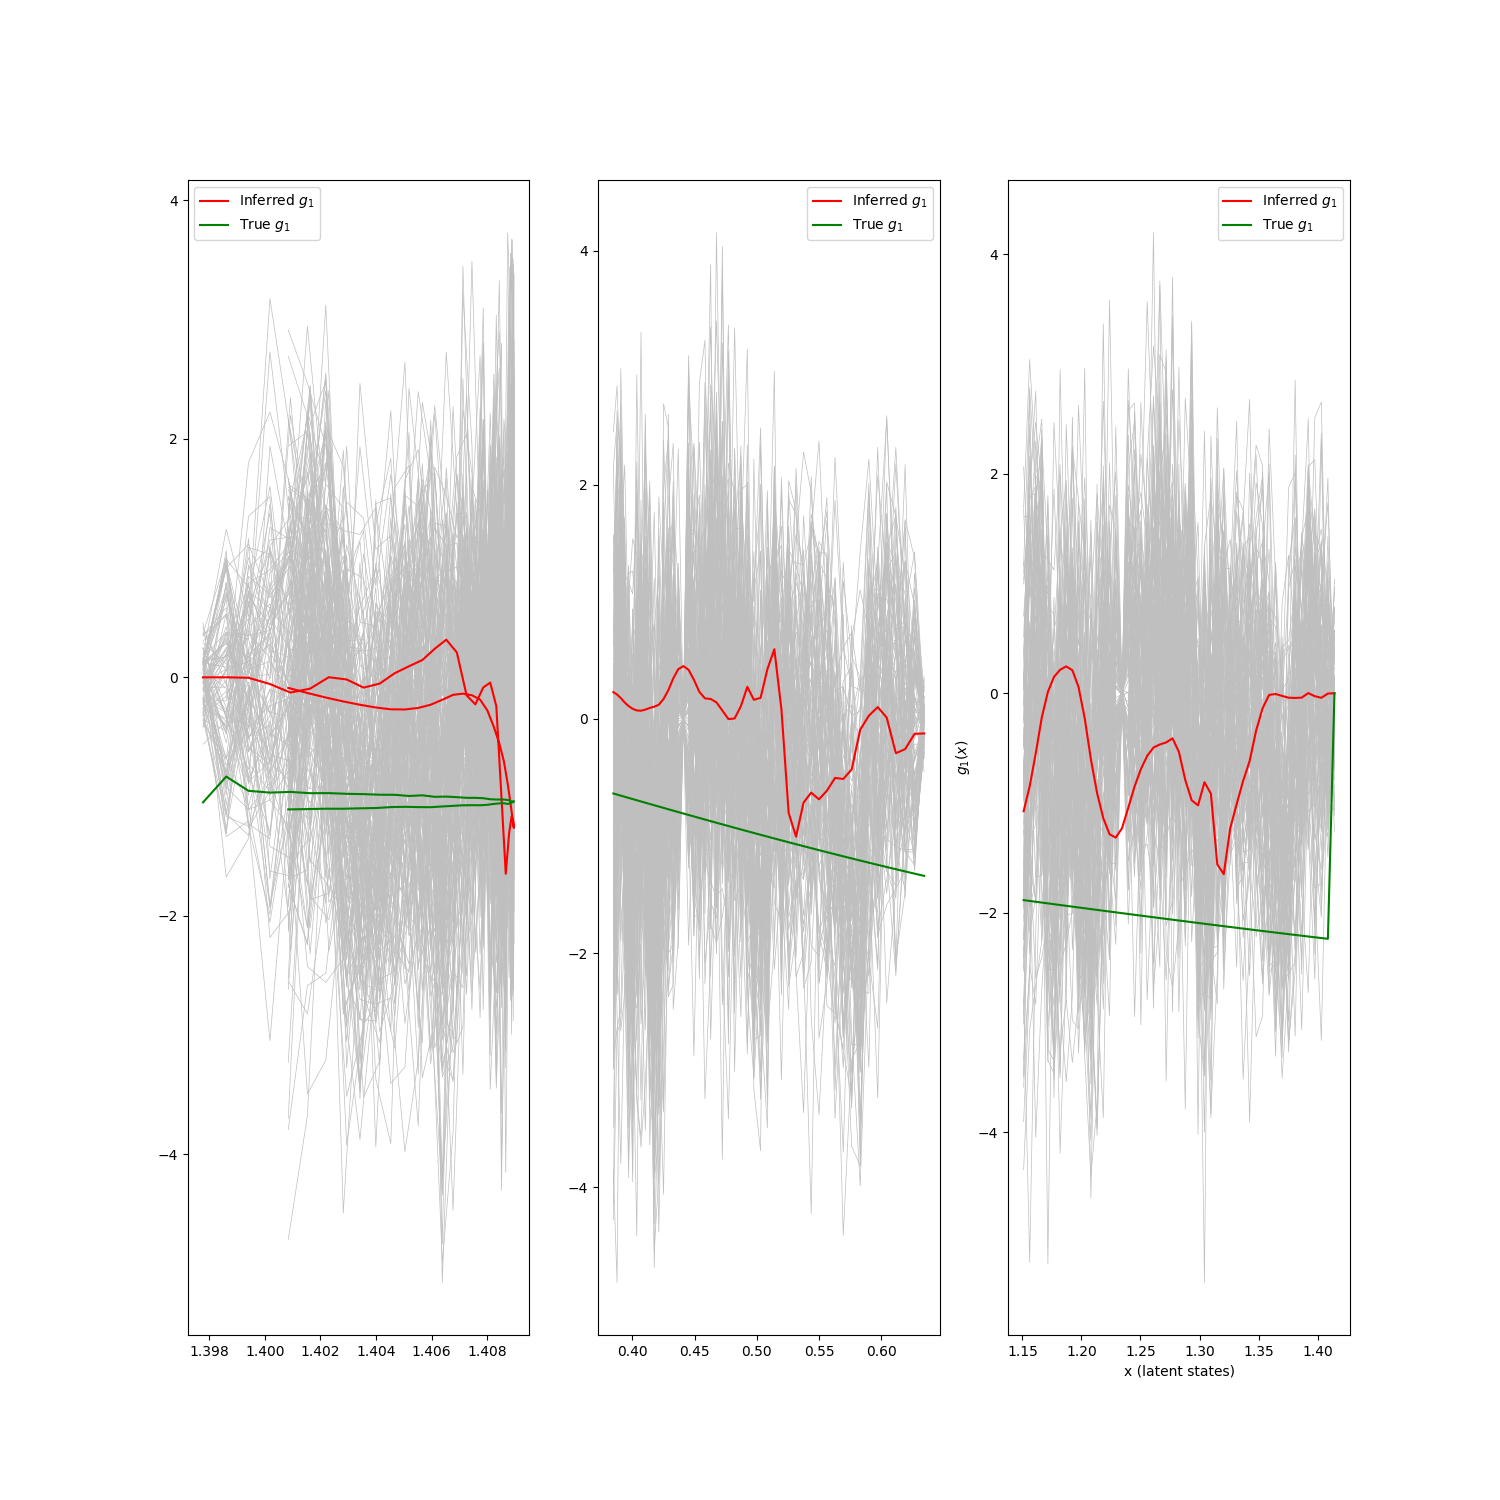 Inferred g₁
True g₁
4
2
0
−2
−4
1.398 1.400 1.402 1.404 1.406 1.408
Inferred g₁
True g₁
4
2
0
−2
−4
0.40 0.45 0.50 0.55 0.60
Inferred g₁
True g₁
g₁(x)
4
2
0
−2
−4
1.15 1.20 1.25 1.30 1.35 1.40
x (latent states)